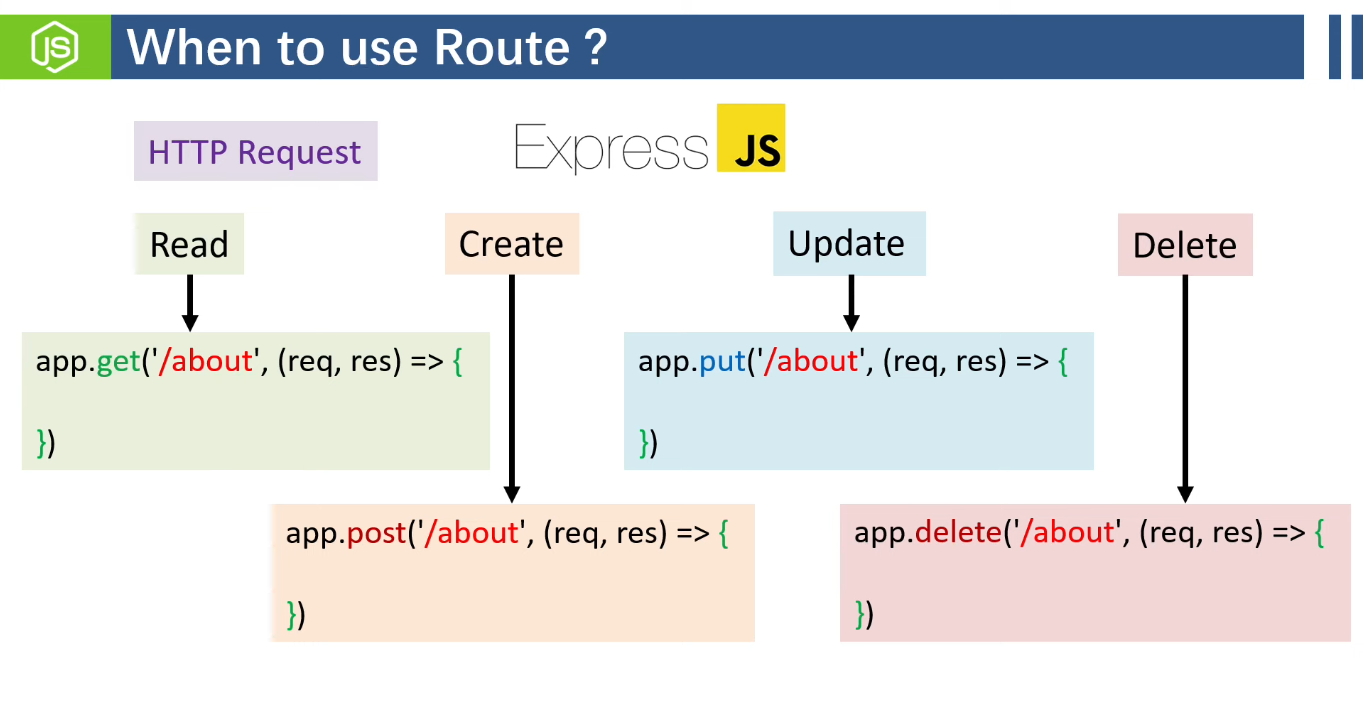 JS
When to use Route ?
HTTP Request
Express JS
Read
Create
Update
Delete
app.get('/about', (req, res) => {
})
app.put('/about', (req, res) => {
})
app.post('/about', (req, res) => {
})
app.delete('/about', (req, res) => {
})